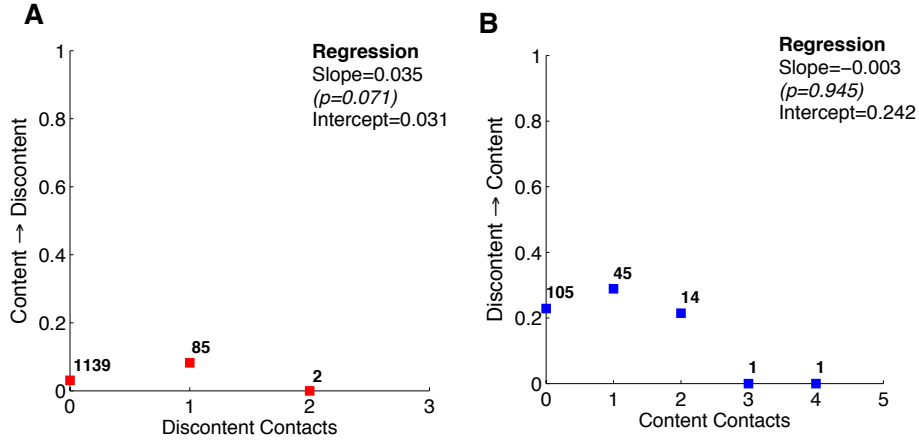 A
Regression
Slope=0.035
(p=0.071)
Intercept=0.031
1
0.8
0.6
0.4
0.2
0
Content → Discontent
1139
85
2
0
1
2
3
Discontent Contacts
B
Regression
Slope=−0.003
(p=0.945)
Intercept=0.242
1
0.8
0.6
0.4
0.2
0
Discontent → Content
105
45
14
1
1
0
1
2
3
4
5
Content Contacts